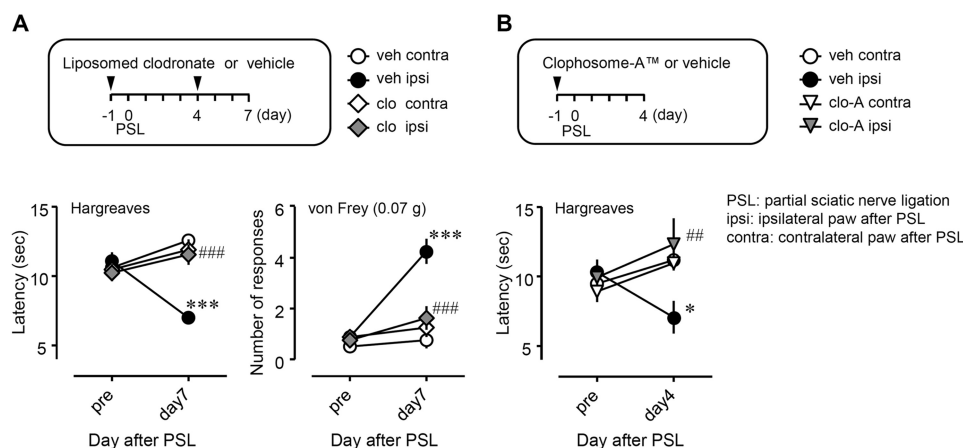 A
Liposomed clodronate or vehicle
-1 0 4 7 (day)
PSL
veh contra
veh ipsi
clo contra
clo ipsi
B
Clophosome-A™ or vehicle
-1 0 4 (day)
PSL
veh contra
veh ipsi
clo-A contra
clo-A ipsi
Hargreaves
Latency (sec)
15
10
5
###
***
pre
day7
Day after PSL
von Frey (0.07 g)
Number of responses
6
4
2
0
***
###
pre
day7
Day after PSL
Hargreaves
Latency (sec)
15
10
5
##
*
pre
day4
Day after PSL
PSL: partial sciatic nerve ligation
ipsi: ipsilateral paw after PSL
contra: contralateral paw after PSL